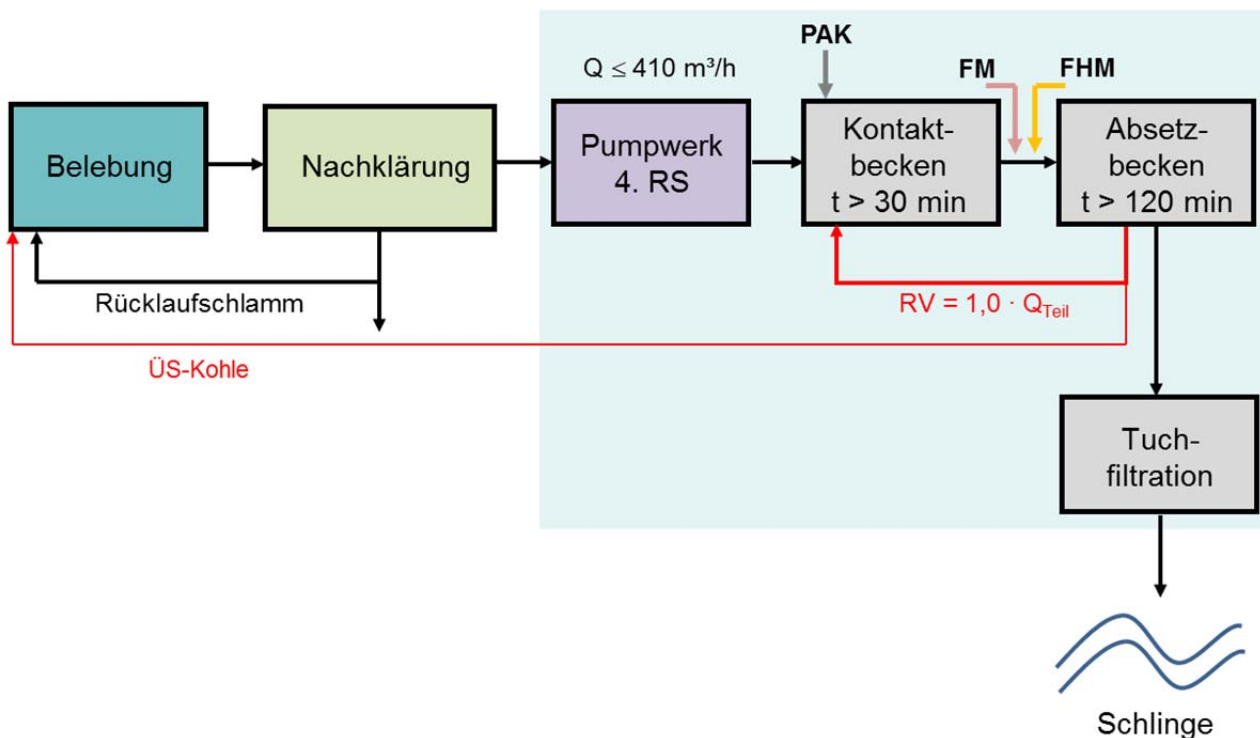 PAK
Q ≤ 410 m³/h
FM
FHM
Belebung
Nachklärung
Pumpwerk
4. RS
Kontakt-
becken
t > 30 min
Absetz-
becken
t > 120 min
Rücklaufschlamm
RV = 1,0 · QTeil
ÜS-Kohle
Tuch-
filtration
Schlinge